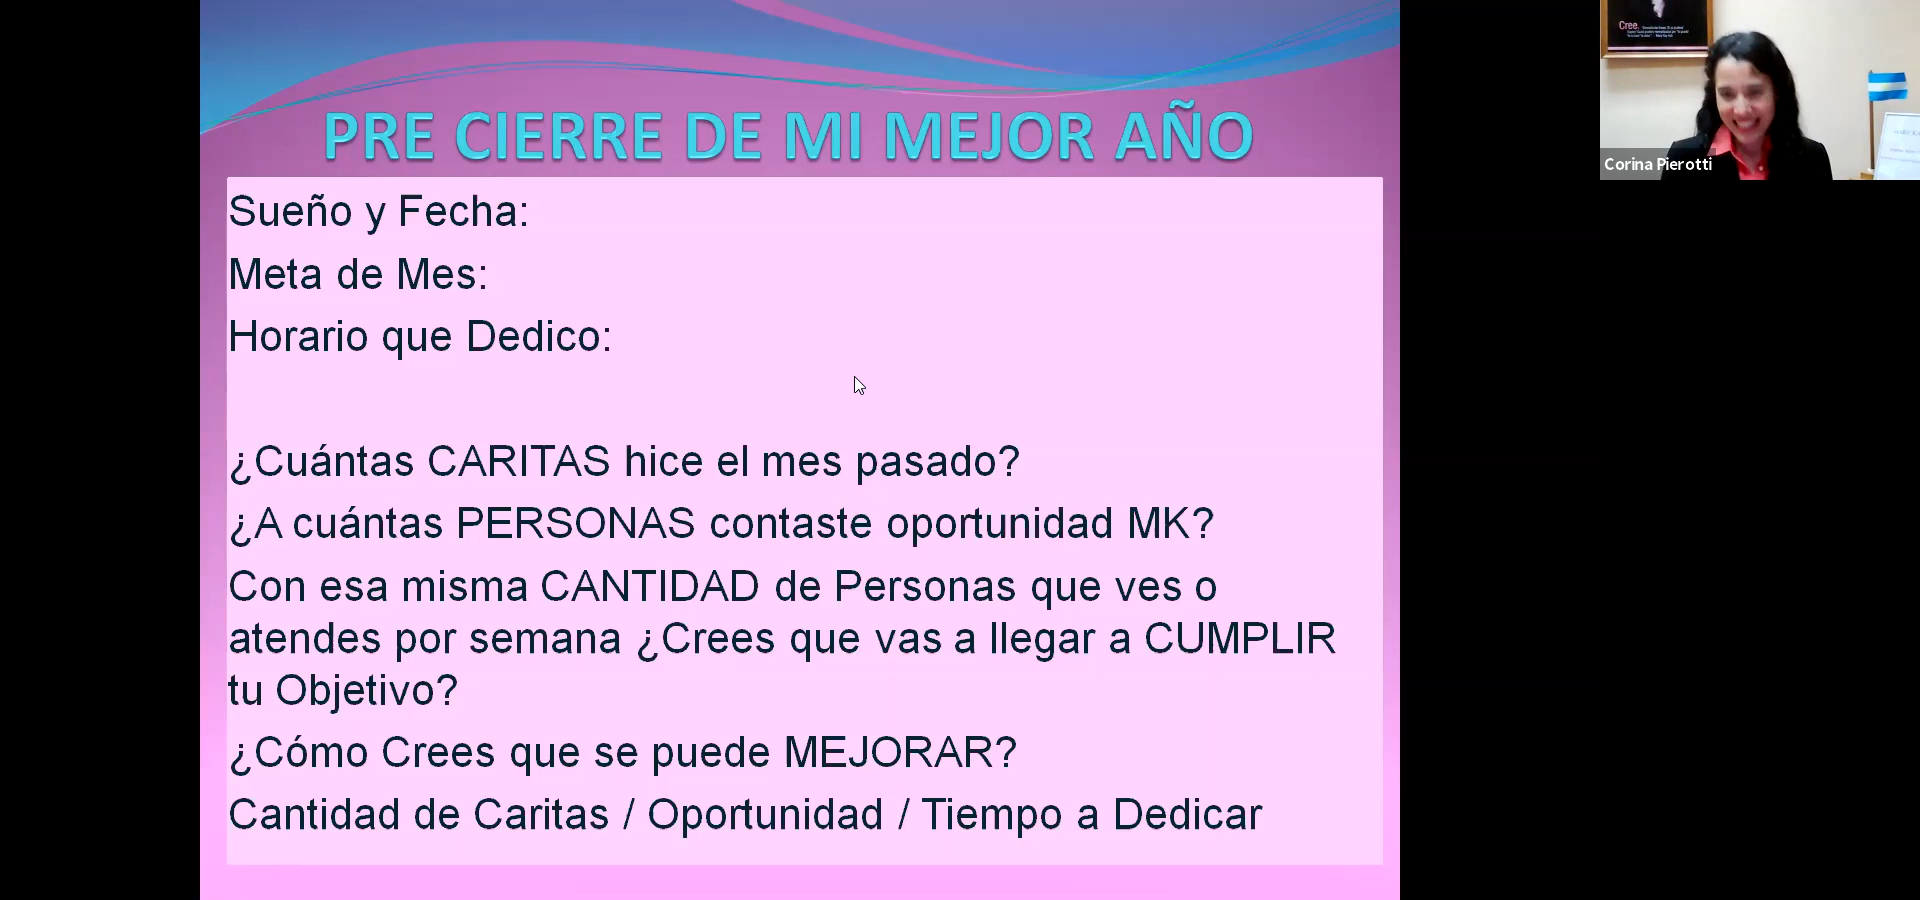 PRE CIERRE DE MI MEJOR AÑO
Sueño y Fecha:
Meta de Mes:
Horario que Dedico:
¿Cuántas CARITAS hice el mes pasado?
¿A cuántas PERSONAS contaste oportunidad MK?
Con esa misma CANTIDAD de Personas que ves o
atendes por semana ¿Crees que vas a llegar a CUMPLIR
tu Objetivo?
¿Cómo Crees que se puede MEJORAR?
Cantidad de Caritas / Oportunidad / Tiempo a Dedicar
Cree.
Corina Pierotti